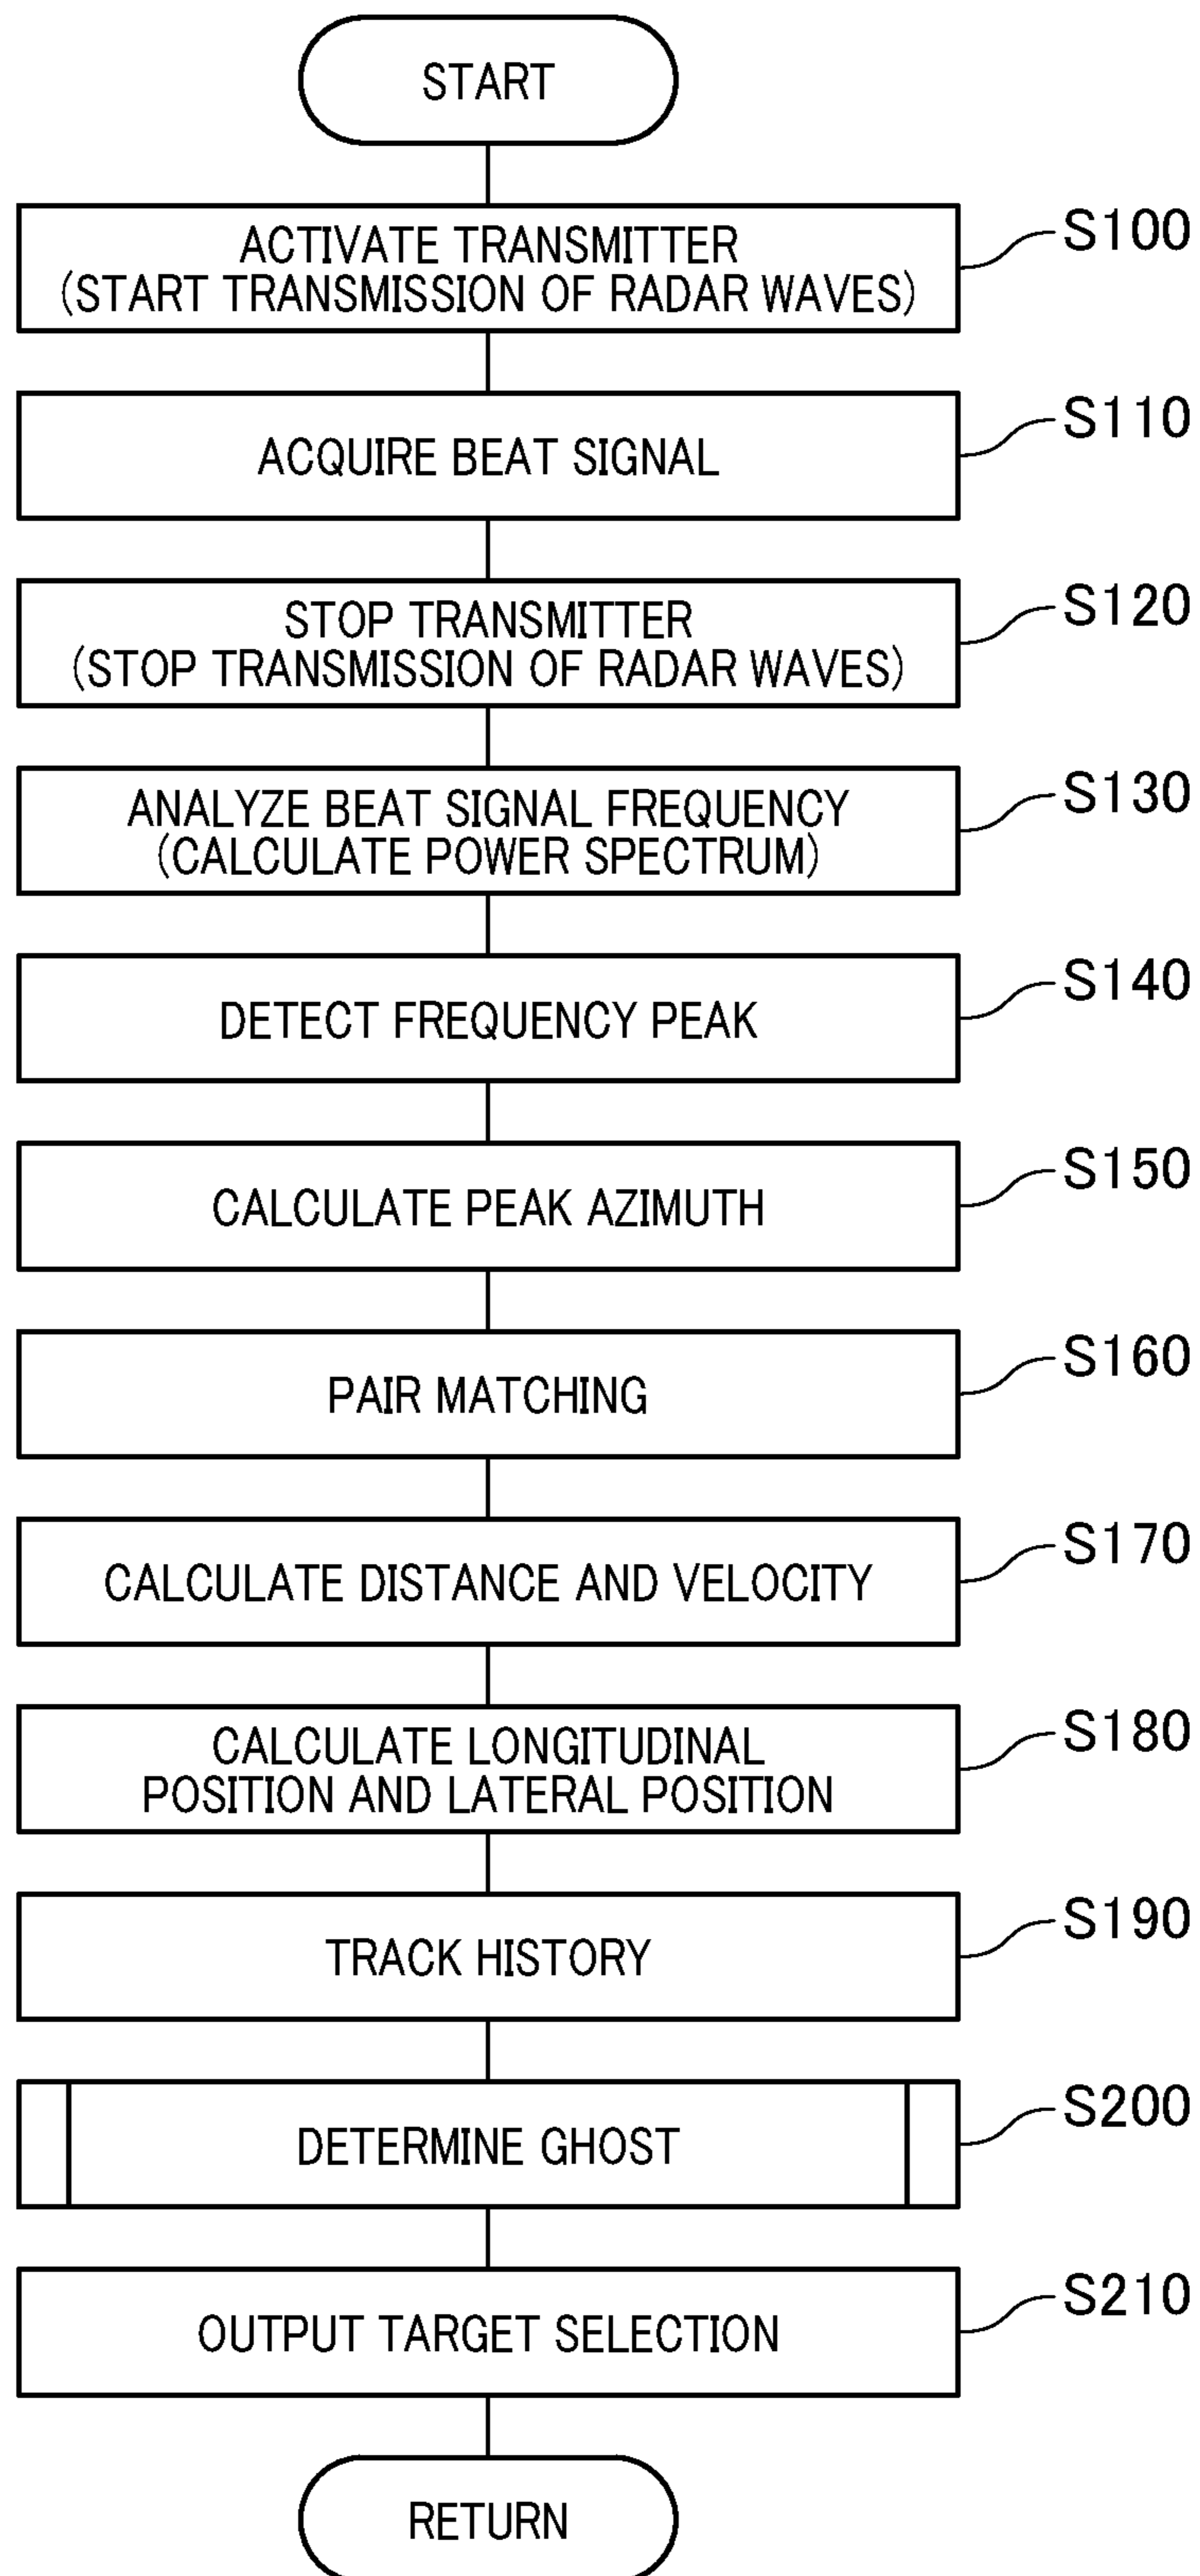 START
ACTIVATE TRANSMITTER
(START TRANSMISSION OF RADAR WAVES)
S100
ACQUIRE BEAT SIGNAL
S110
STOP TRANSMITTER
(STOP TRANSMISSION OF RADAR WAVES)
S120
ANALYZE BEAT SIGNAL FREQUENCY
(CALCULATE POWER SPECTRUM)
S130
DETECT FREQUENCY PEAK
S140
CALCULATE PEAK AZIMUTH
S150
PAIR MATCHING
S160
CALCULATE DISTANCE AND VELOCITY
S170
CALCULATE LONGITUDINAL
POSITION AND LATERAL POSITION
S180
TRACK HISTORY
S190
DETERMINE GHOST
S200
OUTPUT TARGET SELECTION
S210
RETURN